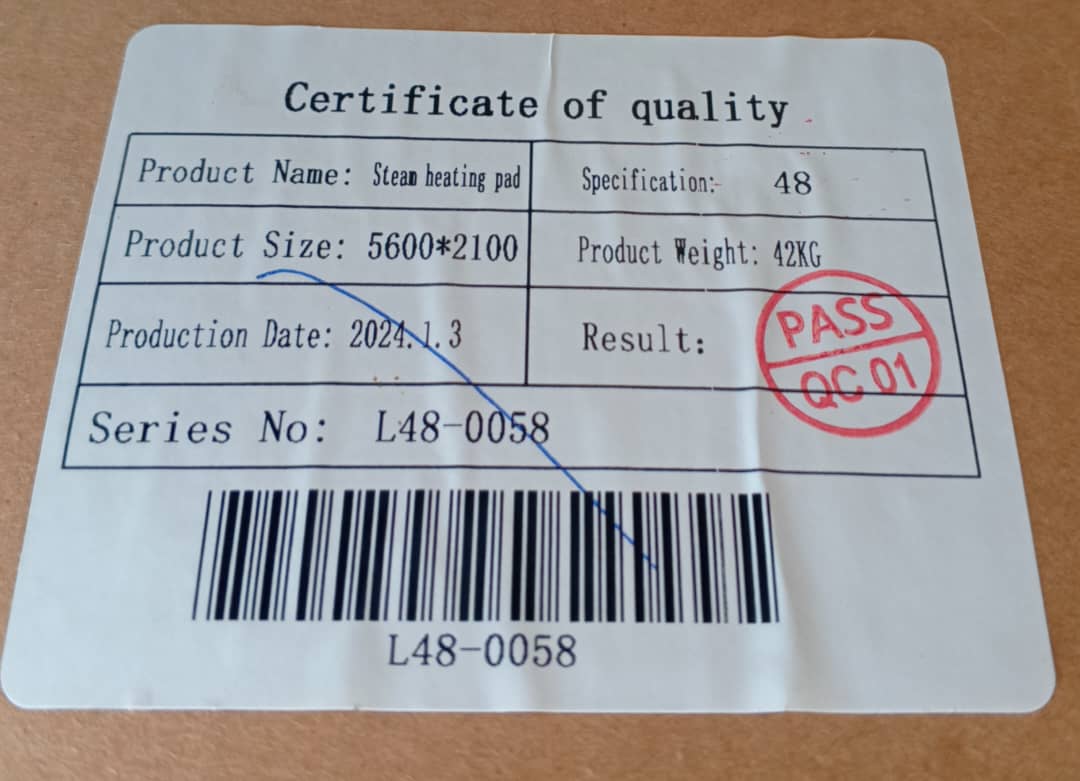 Certificate of quality
Product Name: Steam heating pad Specification: 48
Product Size: 5600*2100 Product Weight: 42KG
Production Date: 2024.1.3 Result: PASS
QC 01
Series No: L48-0058
L48-0058